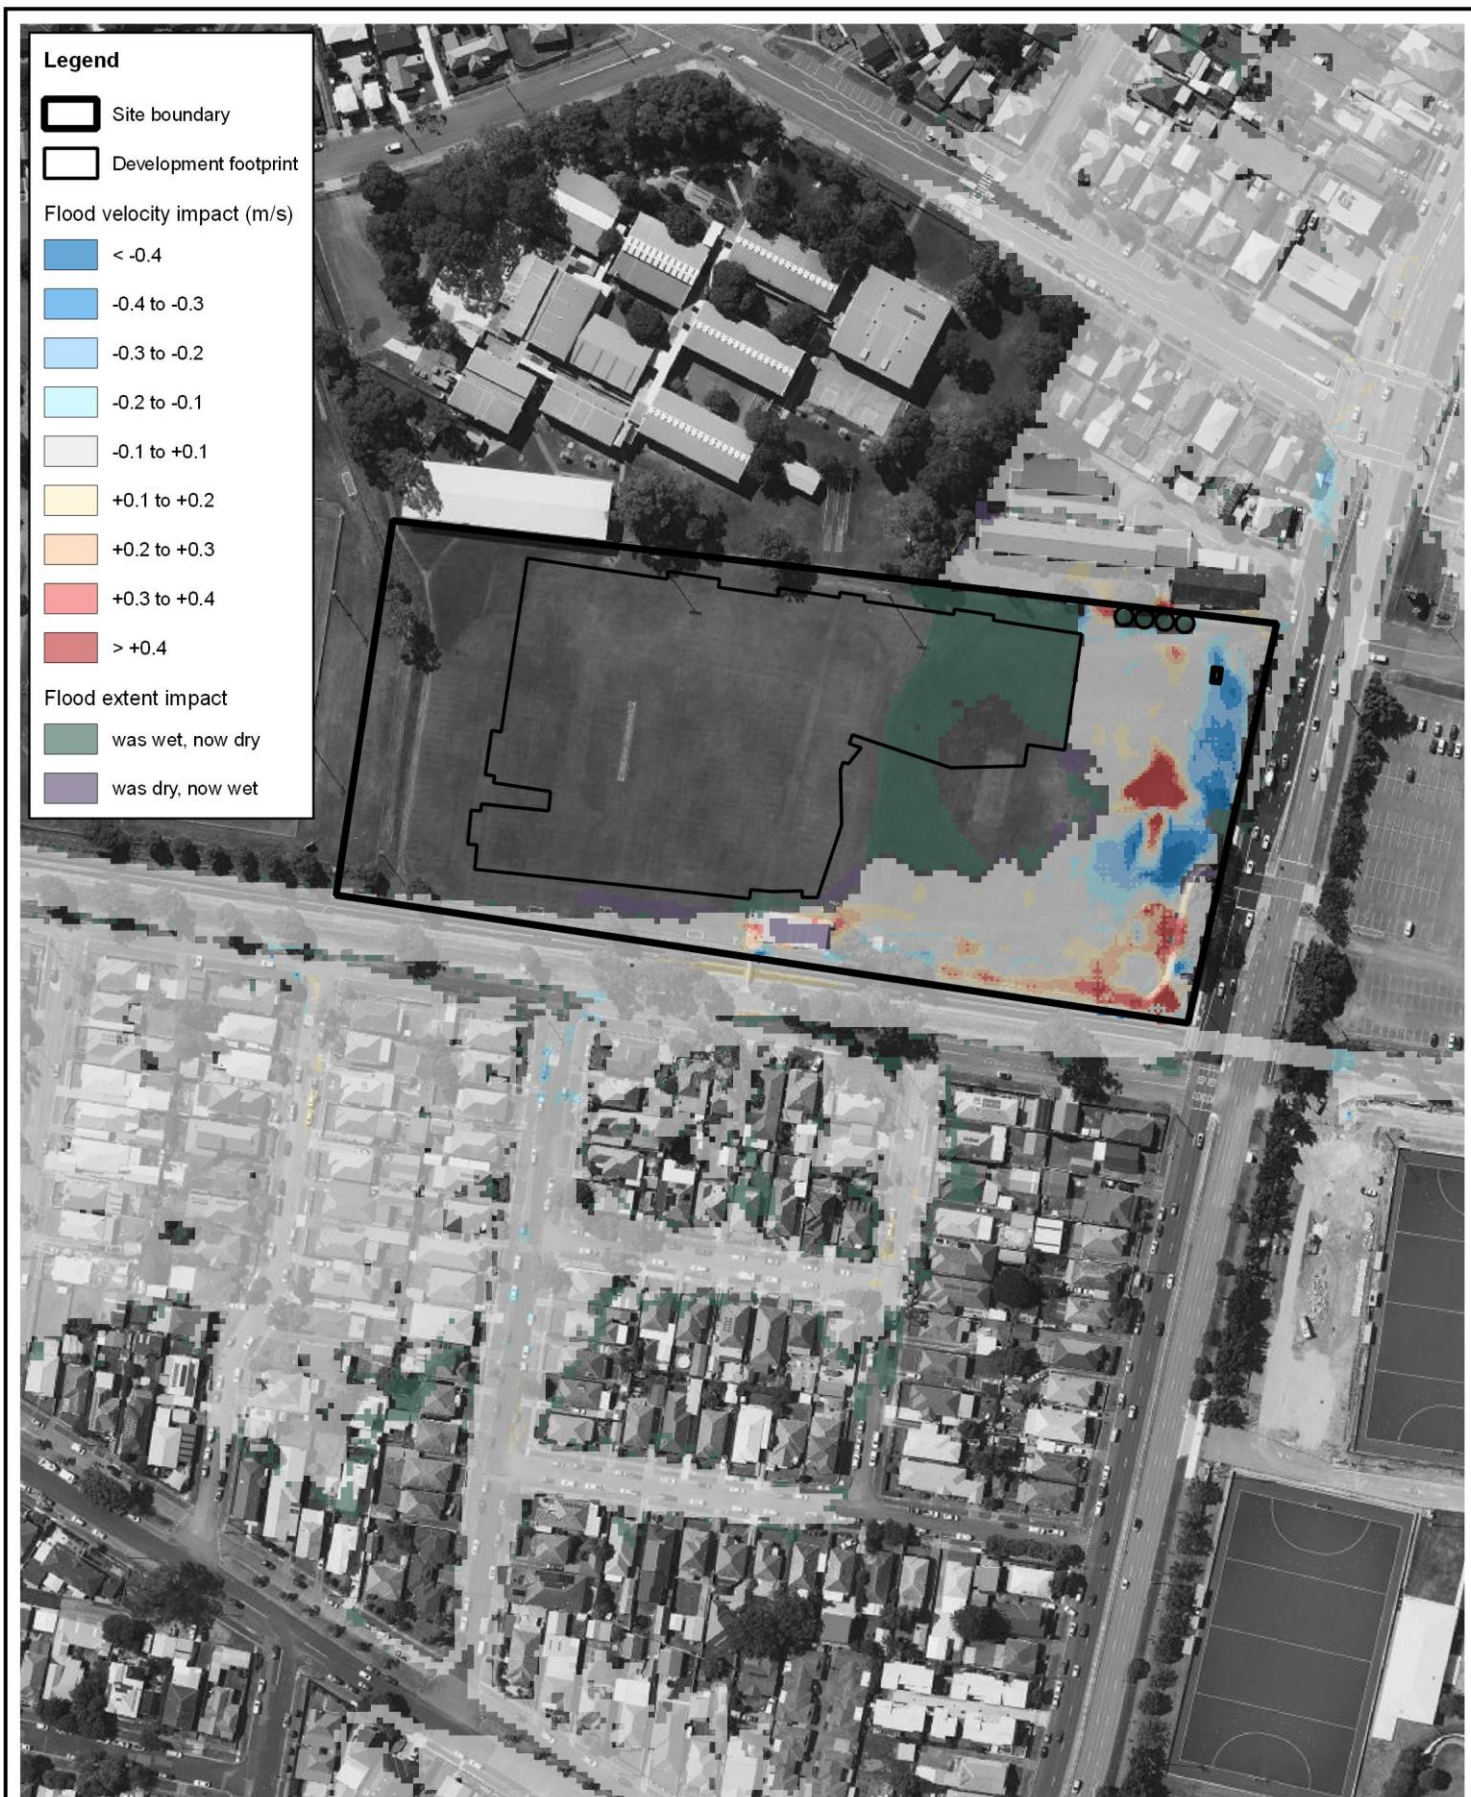 Legend
Site boundary
Development footprint
Flood velocity impact (m/s)
< -0.4
-0.4 to -0.3
-0.3 to -0.2
-0.2 to -0.1
-0.1 to +0.1
+0.1 to +0.2
+0.2 to +0.3
+0.3 to +0.4
> +0.4
Flood extent impact
was wet, now dry
was dry, now wet